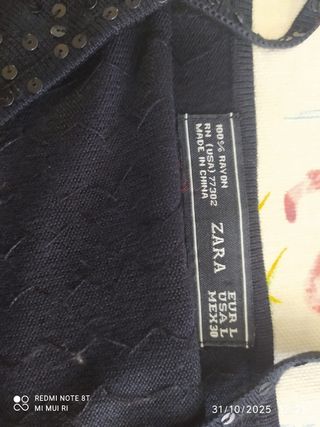 100% RAYON
RN (USA) 77302
MADE IN CHINA
ZARA
EUR L
USA L
MEX 30
REDMI NOTE 8T
MI MUI RI
31/10/2025